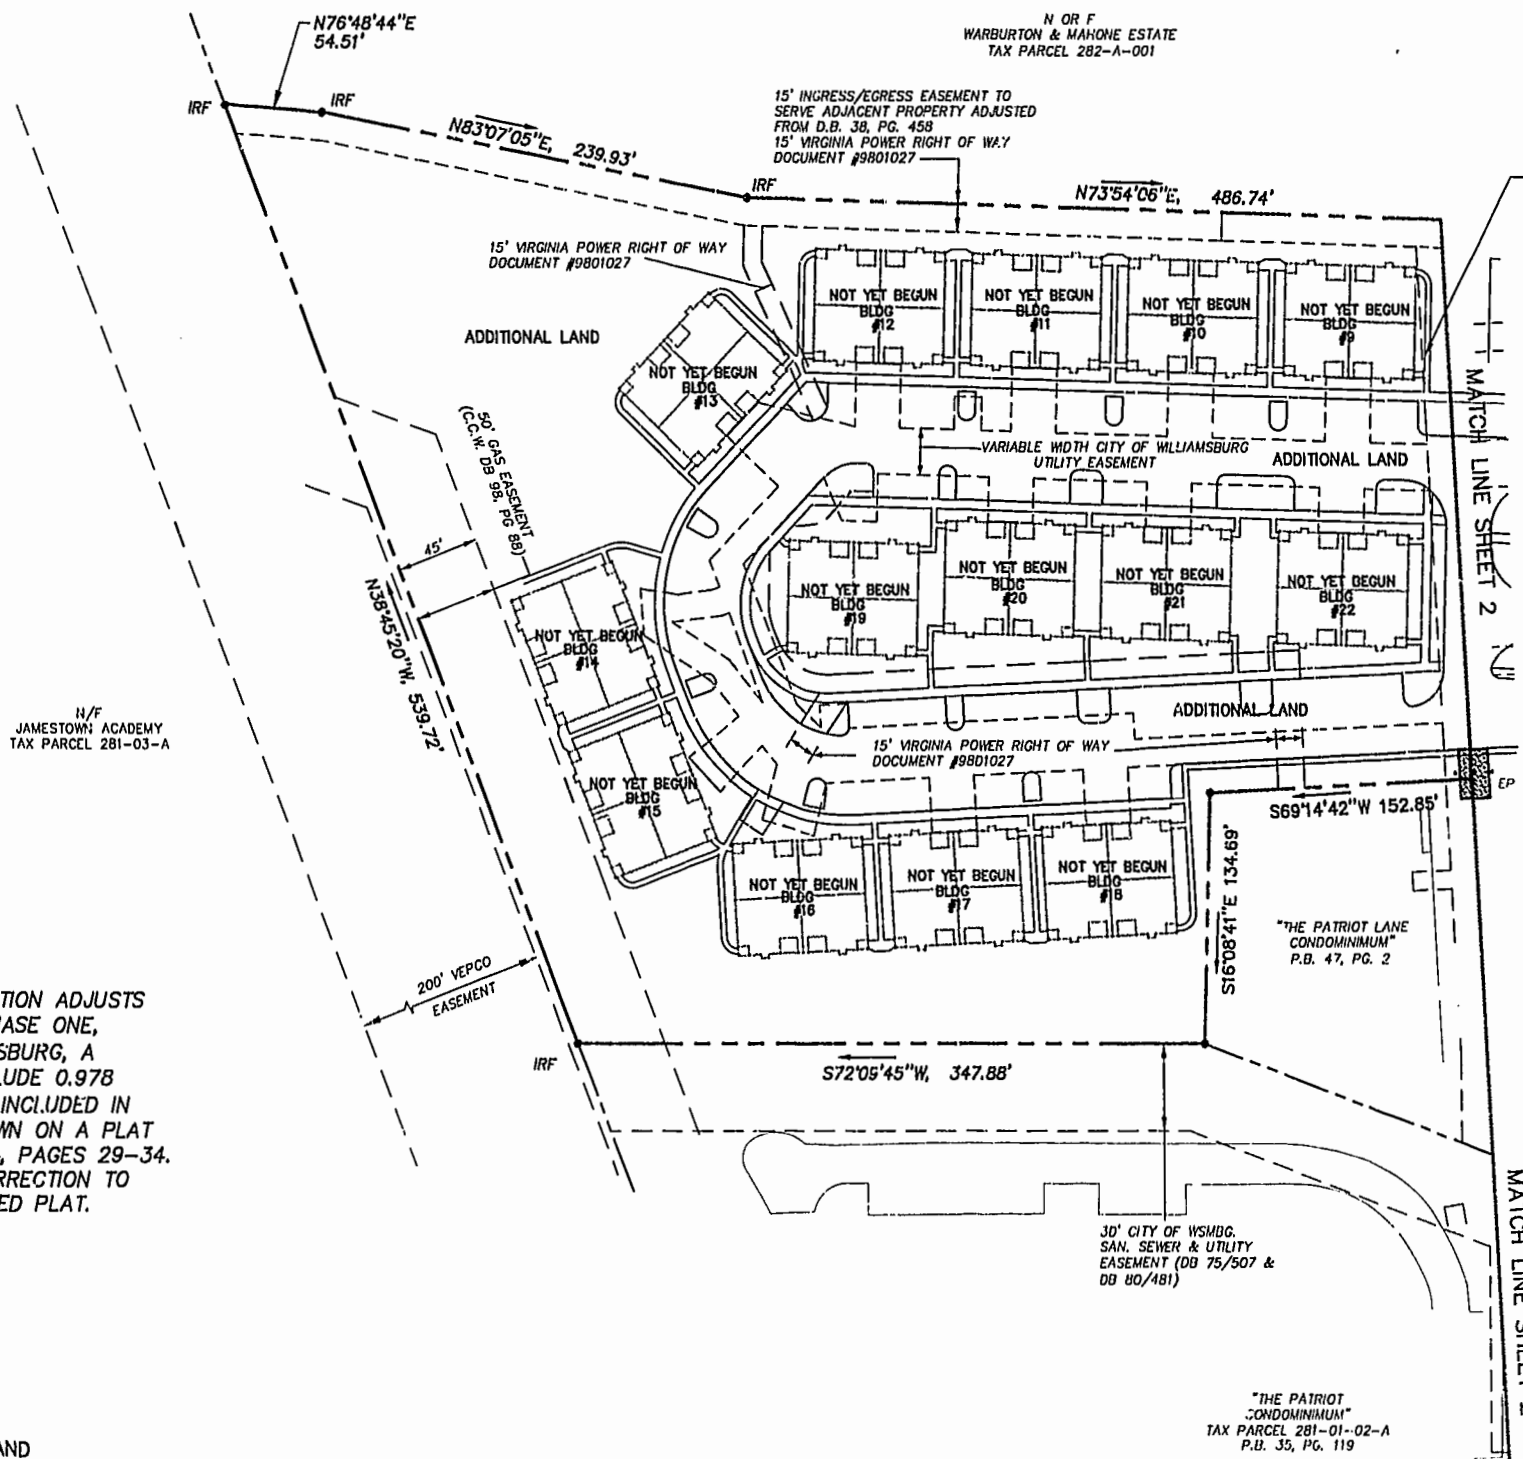 N76°48'44"E
54.51'
N OR F
WARBURTON & MAHONE ESTATE
TAX PARCEL 282-A-001
IRF
IRF
N83°07'05"E, 239.93'
15' INGRESS/EGRESS EASEMENT TO
SERVE ADJACENT PROPERTY ADJUSTED
FROM D.B. 38, PG. 458
15' VIRGINIA POWER RIGHT OF WAY
DOCUMENT #9801027
IRF
N73°54'06"E, 486.74'
15' VIRGINIA POWER RIGHT OF WAY
DOCUMENT #9801027
ADDITIONAL LAND
NOT YET BEGUN
BLDG
#12
NOT YET BEGUN
BLDG
#11
NOT YET BEGUN
BLDG
#10
NOT YET BEGUN
BLDG
#9
NOT YET BEGUN
BLDG
#13
MATCH LINE SHEET 2
50' GAS EASEMENT
(C.C.W. DB 98, PG 88)
VARIABLE WIDTH CITY OF WILLIAMSBURG
UTILITY EASEMENT
ADDITIONAL LAND
45'
N38°45'20"W, 539.72'
NOT YET BEGUN
BLDG
#19
NOT YET BEGUN
BLDG
#20
NOT YET BEGUN
BLDG
#21
NOT YET BEGUN
BLDG
#22
NOT YET BEGUN
BLDG
#14
N/F
JAMESTOWN ACADEMY
TAX PARCEL 281-03-A
ADDITIONAL LAND
15' VIRGINIA POWER RIGHT OF WAY
DOCUMENT #9801027
NOT YET BEGUN
BLDG
#15
EP
S69°14'42"W 152.85'
S16°08'41"E 134.69'
NOT YET BEGUN
BLDG
#16
NOT YET BEGUN
BLDG
#17
NOT YET BEGUN
BLDG
#18
"THE PATRIOT LANE
CONDOMINIMUM"
P.B. 47, PG. 2
200' VEPCO
EASEMENT
TION ADJUSTS
ASE ONE,
SBURG, A
LUDE 0.978
INCLUDED IN
WN ON A PLAT
, PAGES 29-34.
RRECTION TO
ED PLAT.
IRF
S72°09'45"W, 347.88'
30' CITY OF WSMBG.
SAN. SEWER & UTILITY
EASEMENT (DB 75/507 &
DB 80/481)
MATCH LINE SHEET 2
"THE PATRIOT
CONDOMINIMUM"
TAX PARCEL 281-01-02-A
P.B. 35, PG. 119
AND